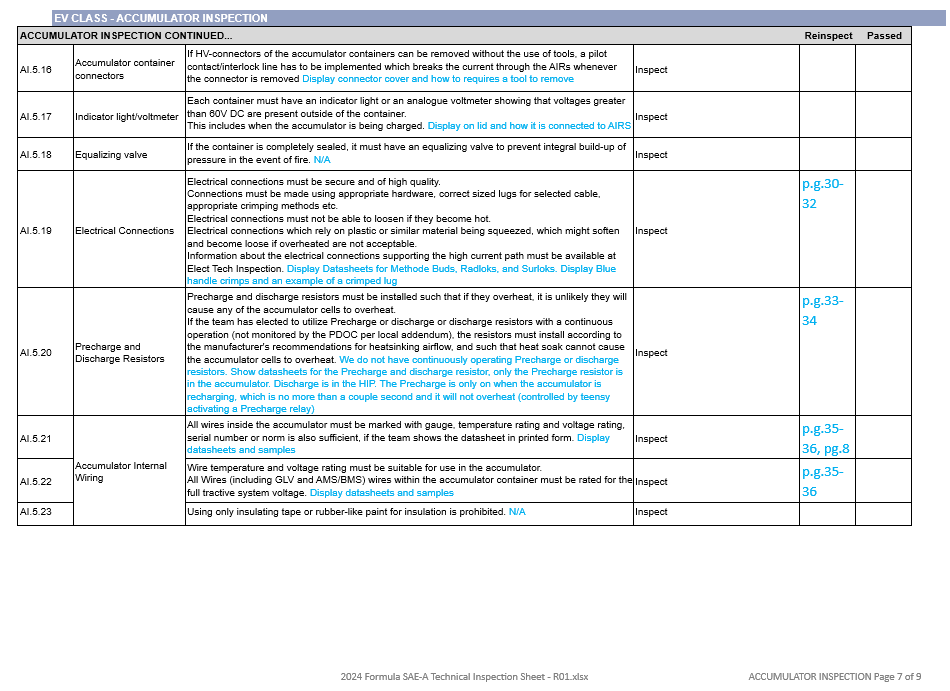 EV CLASS - ACCUMULATOR INSPECTION
ACCUMULATOR INSPECTION CONTINUED... Reinspect Passed
AI.5.16
Accumulator container
connectors
If HV-connectors of the accumulator containers can be removed without the use of tools, a pilot
contact/interlock line has to be implemented which breaks the current through the AIRs whenever
the connector is removed Display connector cover and how to requires a tool to remove
Inspect
AI.5.17
Indicator light/voltmeter
Each container must have an indicator light or an analogue voltmeter showing that voltages greater
than 60V DC are present outside of the container.
This includes when the accumulator is being charged. Display on lid and how it is connected to AIRS
Inspect
AI.5.18
Equalizing valve
If the container is completely sealed, it must have an equalizing valve to prevent integral build-up of
pressure in the event of fire. N/A
Inspect
AI.5.19
Electrical Connections
Electrical connections must be secure and of high quality.
Connections must be made using appropriate hardware, correct sized lugs for selected cable,
appropriate crimping methods etc.
Electrical connections must not be able to loosen if they become hot.
Electrical connections which rely on plastic or similar material being squeezed, which might soften
and become loose if overheated are not acceptable.
Information about the electrical connections supporting the high current path must be available at
Elect Tech Inspection. Display Datasheets for Methode Buds, Radloks, and Surloks. Display Blue
handle crimps and an example of a crimped lug
Inspect
p.g.30-
32
AI.5.20
Precharge and
Discharge Resistors
Precharge and discharge resistors must be installed such that if they overheat, it is unlikely they will
cause any of the accumulator cells to overheat.
If the team has elected to utilize Precharge or discharge or discharge resistors with a continuous
operation (not monitored by the PDOC per local addendum), the resistors must install according to
the manufacturer's recommendations for heatsinking airflow, and such that heat soak cannot cause
the accumulator cells to overheat. We do not have continuously operating Precharge or discharge
resistors. Show datasheets for the Precharge and discharge resistor, only the Precharge resistor is
in the accumulator. Discharge is in the HIP. The Precharge is only on when the accumulator is
recharging, which is no more than a couple second and it will not overheat (controlled by teensy
activating a Precharge relay)
Inspect
p.g.33-
34
AI.5.21
Accumulator Internal
Wiring
All wires inside the accumulator must be marked with gauge, temperature rating and voltage rating,
serial number or norm is also sufficient, if the team shows the datasheet in printed form. Display
datasheets and samples
Inspect
p.g.35-
36, pg.8
AI.5.22
Wire temperature and voltage rating must be suitable for use in the accumulator.
All Wires (including GLV and AMS/BMS) wires within the accumulator container must be rated for the
full tractive system voltage. Display datasheets and samples
Inspect
p.g.35-
36
AI.5.23
Using only insulating tape or rubber-like paint for insulation is prohibited. N/A
Inspect
2024 Formula SAE-A Technical Inspection Sheet - R01.xlsx
ACCUMULATOR INSPECTION Page 7 of 9